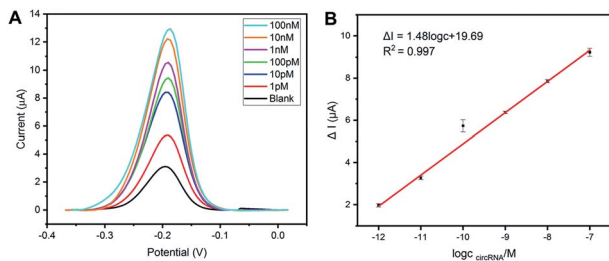 A
14
12
10
8
6
4
2
0
Current (μA)
-0.4
-0.3
-0.2
-0.1
0.0
Potential (V)
100nM
10nM
1nM
100pM
10pM
1pM
Blank
B
ΔI = 1.48logc+19.69
R² = 0.997
10
8
6
4
2
Δ I (μA)
-12
-11
-10
-9
-8
-7
logc circRNA/M